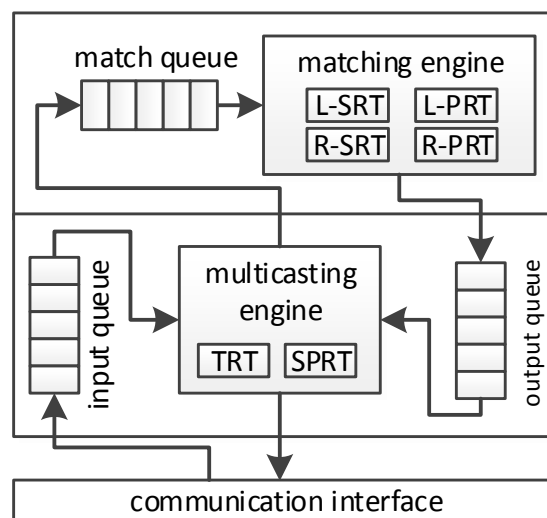 match queue
matching engine
L-SRT
L-PRT
R-SRT
R-PRT
input queue
multicasting
engine
TRT
SPRT
output queue
communication interface